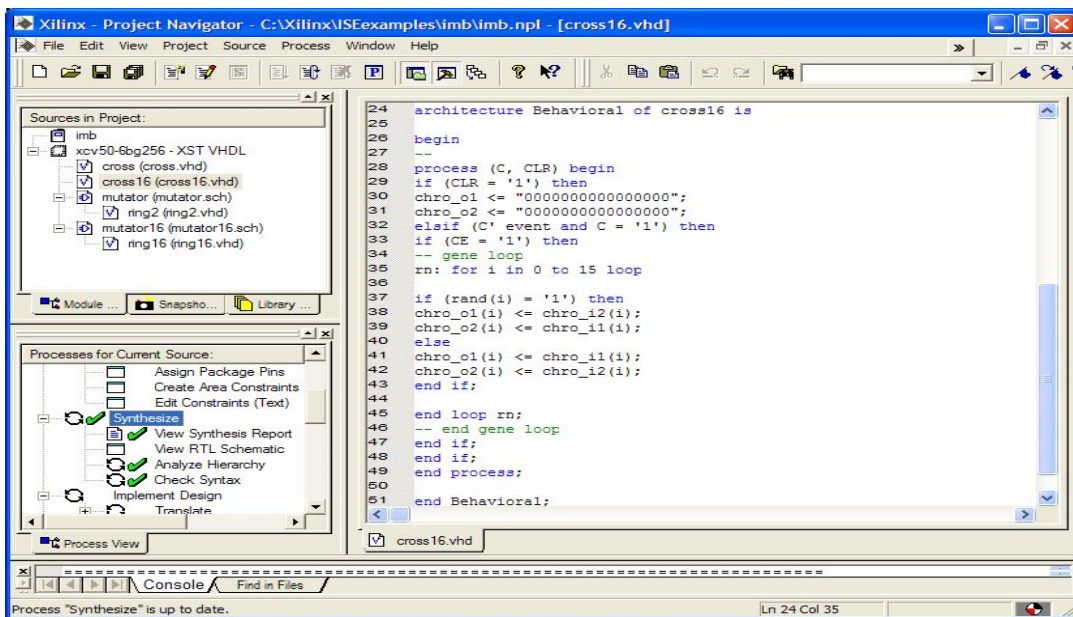 Xilinx - Project Navigator - C:\Xilinx\ISEexamples\imb\imb.npl - [cross16.vhd]
File Edit View Project Source Process Window Help
Sources in Project:
imb
xcv50-6bg256 - XST VHDL
cross (cross.vhd)
cross16 (cross16.vhd)
mutator (mutator.sch)
ring2 (ring2.vhd)
mutator16 (mutator16.sch)
ring16 (ring16.vhd)
Module ... Snapsho... Library ...
Processes for Current Source:
Assign Package Pins
Create Area Constraints
Edit Constraints (Text)
Synthesize
View Synthesis Report
View RTL Schematic
Analyze Hierarchy
Check Syntax
Implement Design
Translate
Process View
24 architecture Behavioral of cross16 is
25
26 begin
27 --
28 process (C, CLR) begin
29 if (CLR = '1') then
30 chro_o1 <= "0000000000000000";
31 chro_o2 <= "0000000000000000";
32 elsif (C' event and C = '1') then
33 if (CE = '1') then
34 -- gene loop
35 rn: for i in 0 to 15 loop
36
37 if (rand(i) = '1') then
38 chro_o1(i) <= chro_i2(i);
39 chro_o2(i) <= chro_i1(i);
40 else
41 chro_o1(i) <= chro_i1(i);
42 chro_o2(i) <= chro_i2(i);
43 end if;
44
45 end loop rn;
46 -- end gene loop
47 end if;
48 end if;
49 end process;
50
51 end Behavioral;
cross16.vhd
Console Find in Files
Process "Synthesize" is up to date.
Ln 24 Col 35